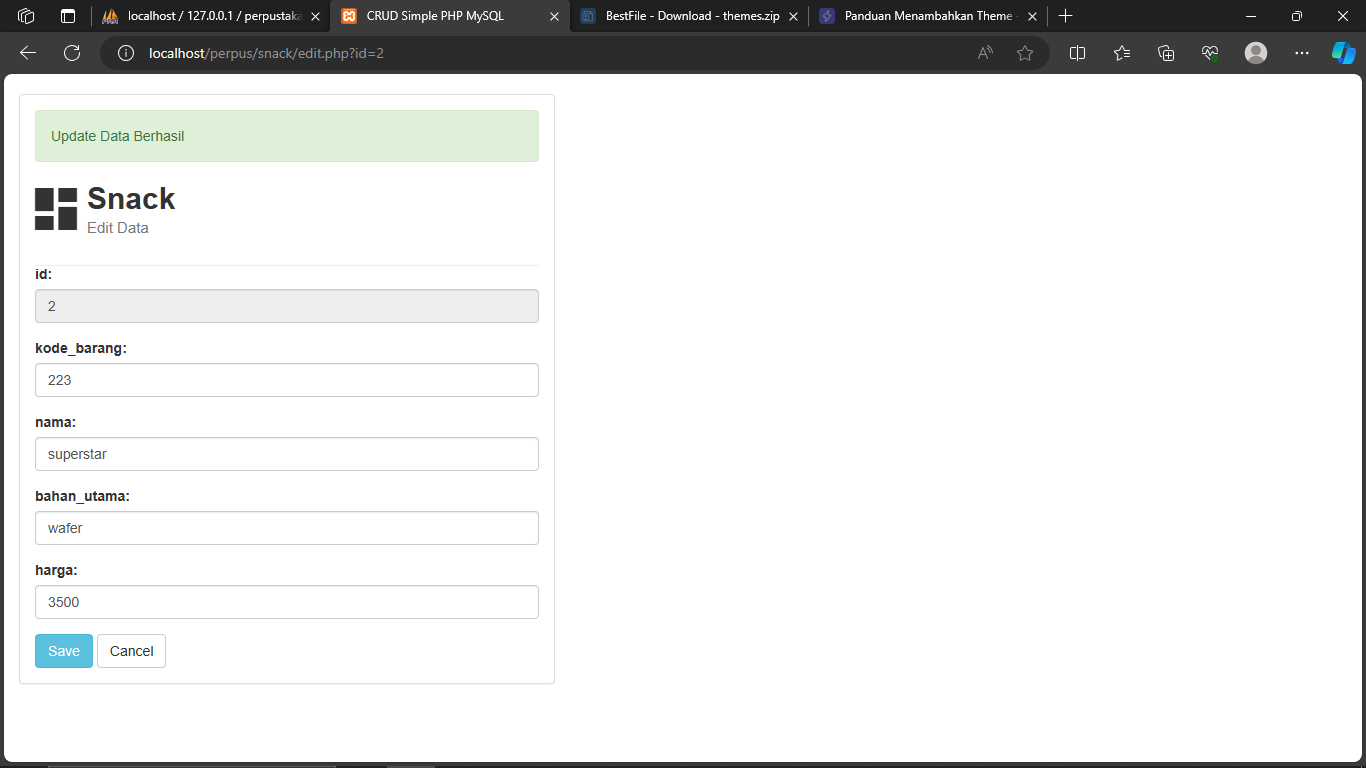 localhost / 127.0.0.1 / perpustaka
CRUD Simple PHP MySQL
BestFile - Download - themes.zip
Panduan Menambahkan Theme
localhost/perpus/snack/edit.php?id=2
Update Data Berhasil
Snack
Edit Data
id:
2
kode_barang:
223
nama:
superstar
bahan_utama:
wafer
harga:
3500
Save Cancel